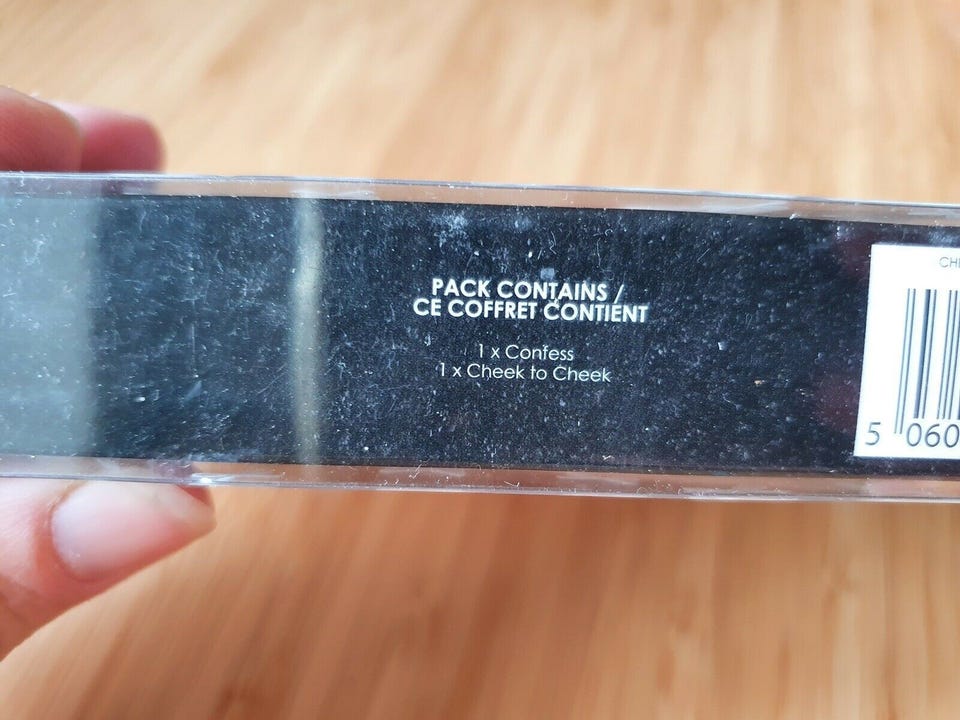 PACK CONTAINS /
CE COFFRET CONTIENT
1 x Confess
1 x Cheek to Cheek
5 060